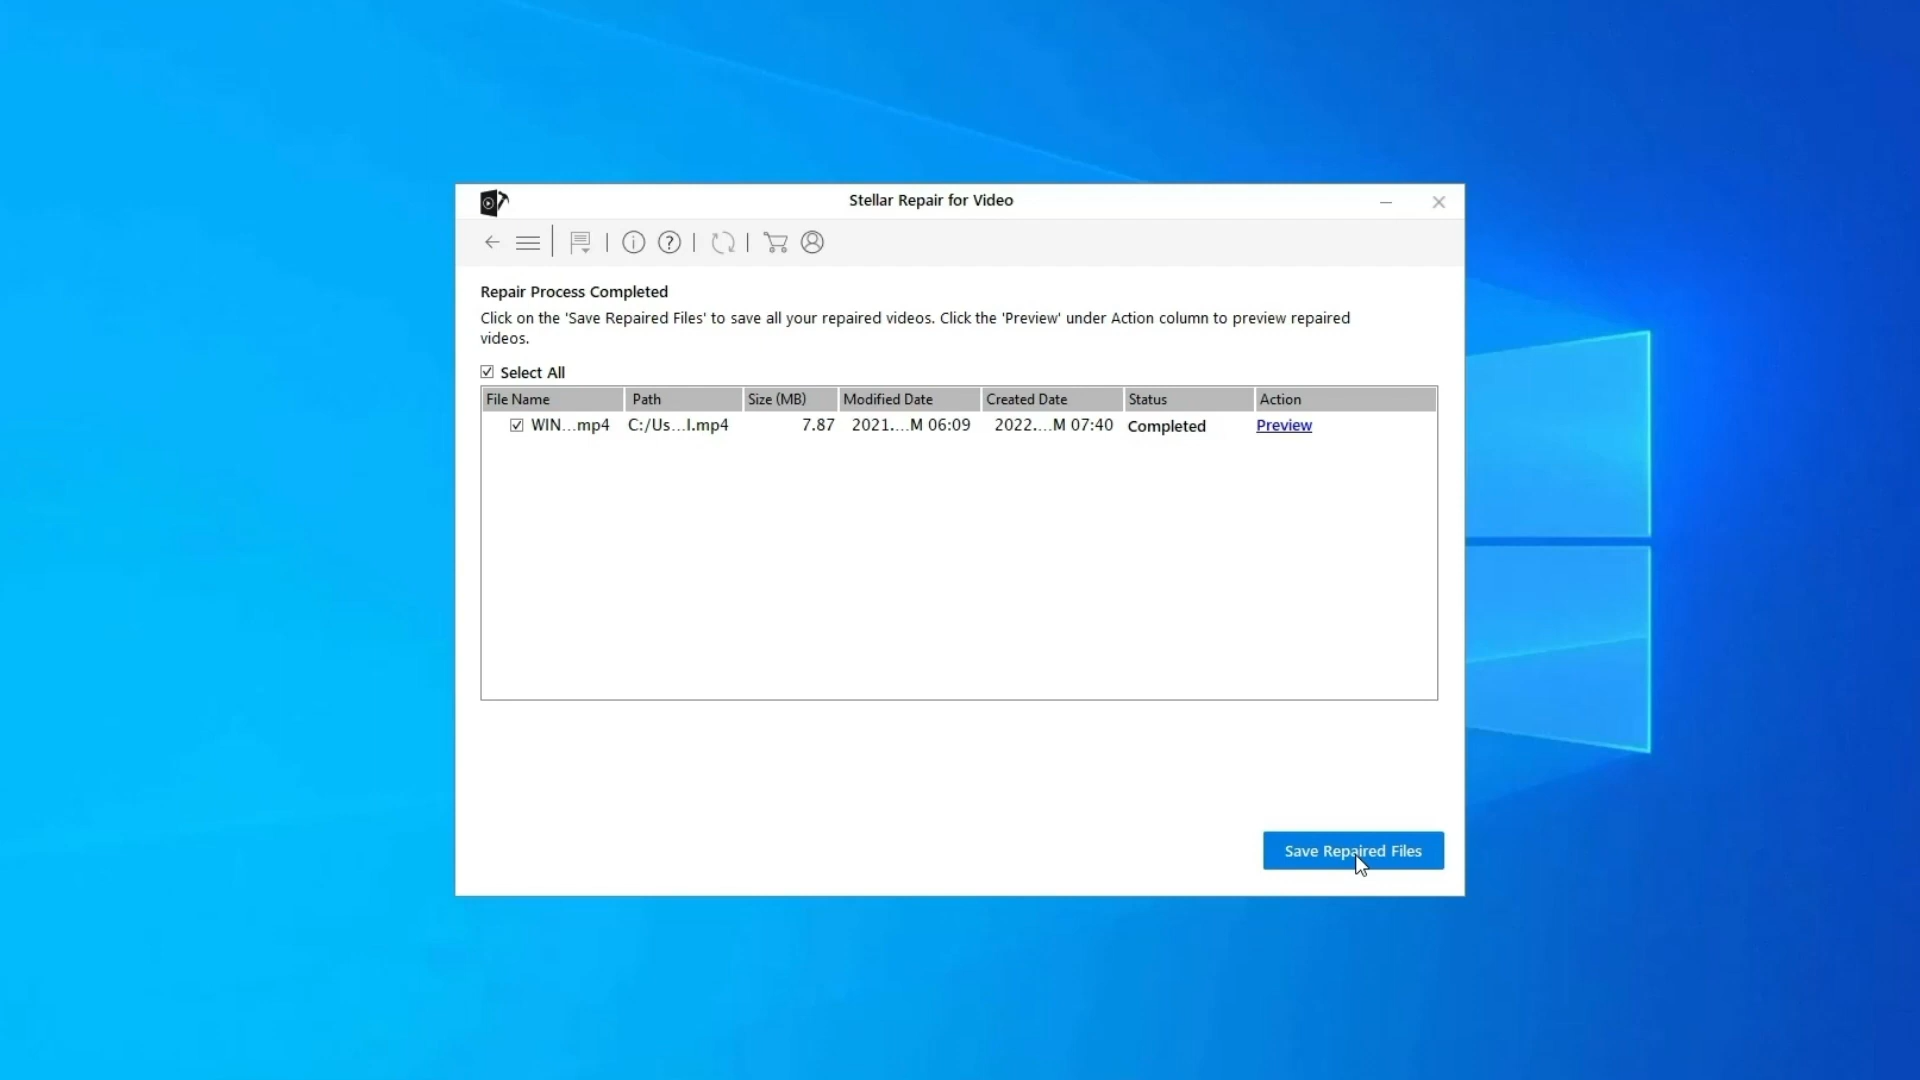 Stellar Repair for Video
Repair Process Completed
Click on the 'Save Repaired Files' to save all your repaired videos. Click the 'Preview' under Action column to preview repaired
videos.
Select All
File Name Path Size (MB) Modified Date Created Date Status Action
WIN...mp4 C:/Us...I.mp4 7.87 2021....M 06:09 2022....M 07:40 Completed Preview
Save Repaired Files